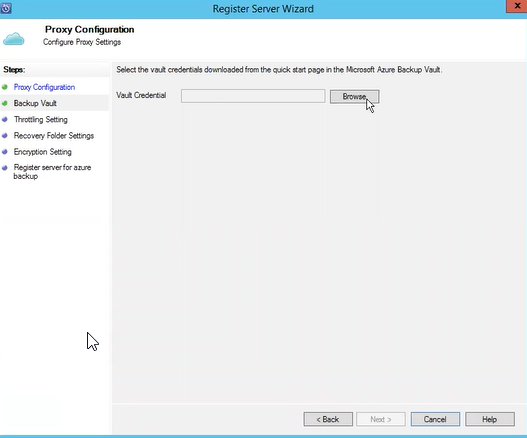 Register Server Wizard
x
Proxy Configuration
Configure Proxy Settings
Steps:
Proxy Configuration
Backup Vault
Throttling Setting
Recovery Folder Settings
Encryption Setting
Register server for azure
backup
Select the vault credentials downloaded from the quick start page in the Microsoft Azure Backup Vault.
Vault Credential
Browse
< Back
Next >
Cancel
Help